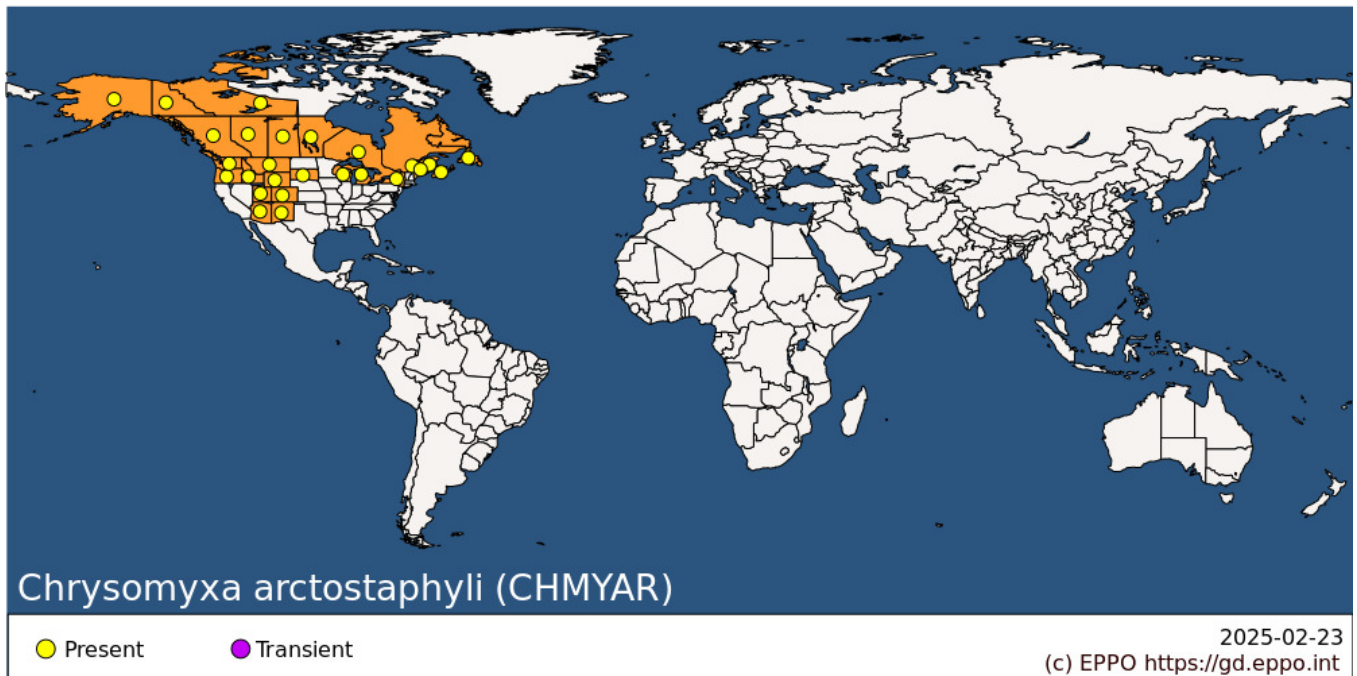 Chrysomyxa arctostaphyli (CHMYAR)
Present
Transient
2025-02-23
(c) EPPO https://gd.eppo.int